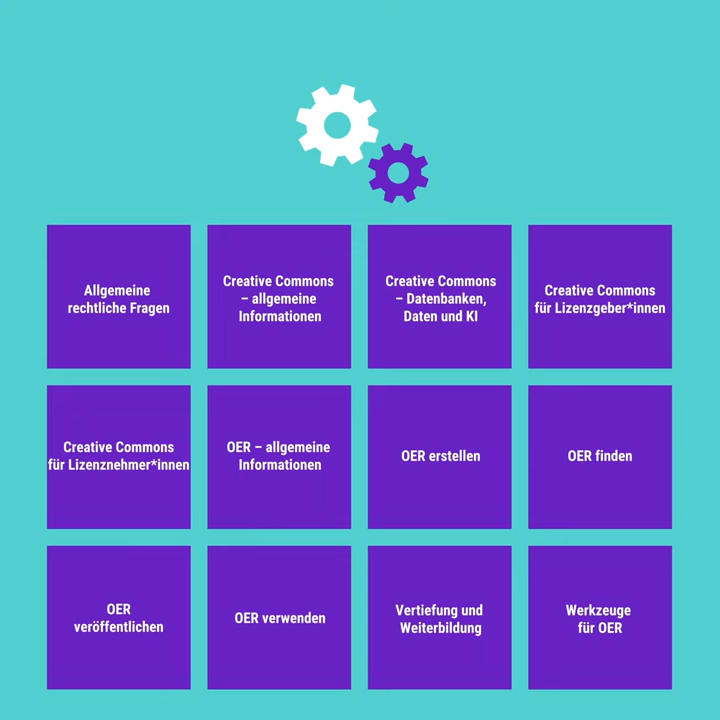 Allgemeine
rechtliche Fragen
Creative Commons
– allgemeine
Informationen
Creative Commons
– Datenbanken,
Daten und KI
Creative Commons
für Lizenzgeber*innen
Creative Commons
für Lizenznehmer*innen
OER – allgemeine
Informationen
OER erstellen
OER finden
OER
veröffentlichen
OER verwenden
Vertiefung und
Weiterbildung
Werkzeuge
für OER